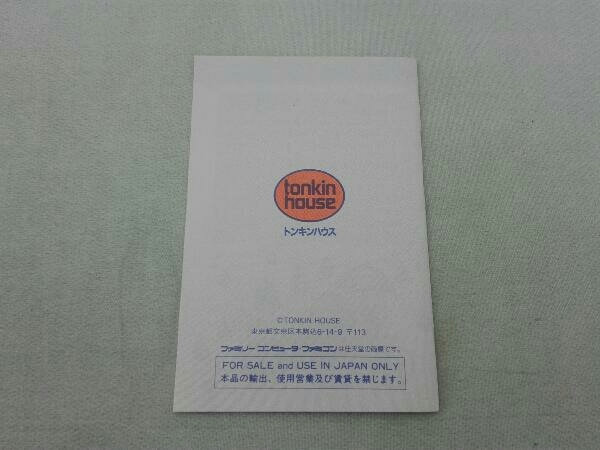 tonkin
house
トンキンハウス
©TONKIN HOUSE
東京都文京区本駒込6-14-9 〒113
ファミリーコンピュータ・ファミコンは任天堂の商標です。
FOR SALE and USE IN JAPAN ONLY
本品の輸出、使用営業及び賃貸を禁じます。